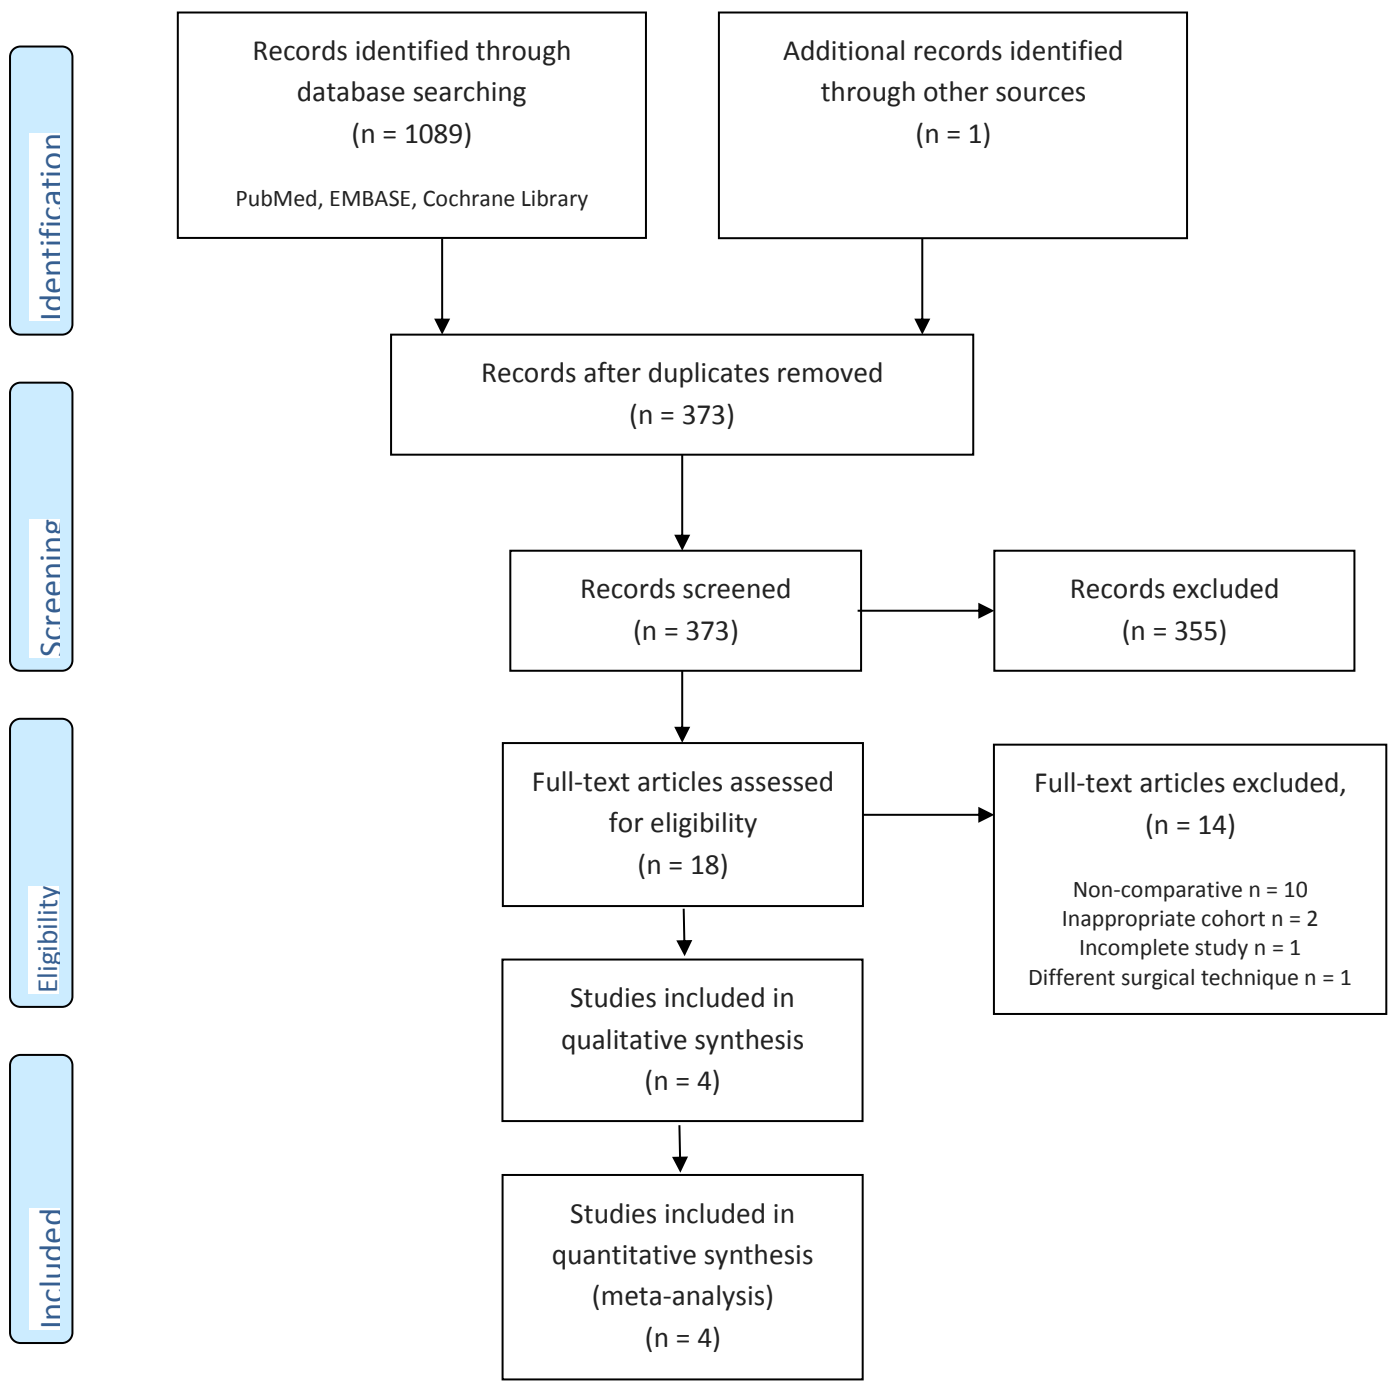 Identification
Records identified through
database searching
(n = 1089)
PubMed, EMBASE, Cochrane Library
Additional records identified
through other sources
(n = 1)
Records after duplicates removed
(n = 373)
Screening
Records screened
(n = 373)
Records excluded
(n = 355)
Eligibility
Full-text articles assessed
for eligibility
(n = 18)
Full-text articles excluded,
(n = 14)
Non-comparative n = 10
Inappropriate cohort n = 2
Incomplete study n = 1
Different surgical technique n = 1
Studies included in
qualitative synthesis
(n = 4)
Included
Studies included in
quantitative synthesis
(meta-analysis)
(n = 4)